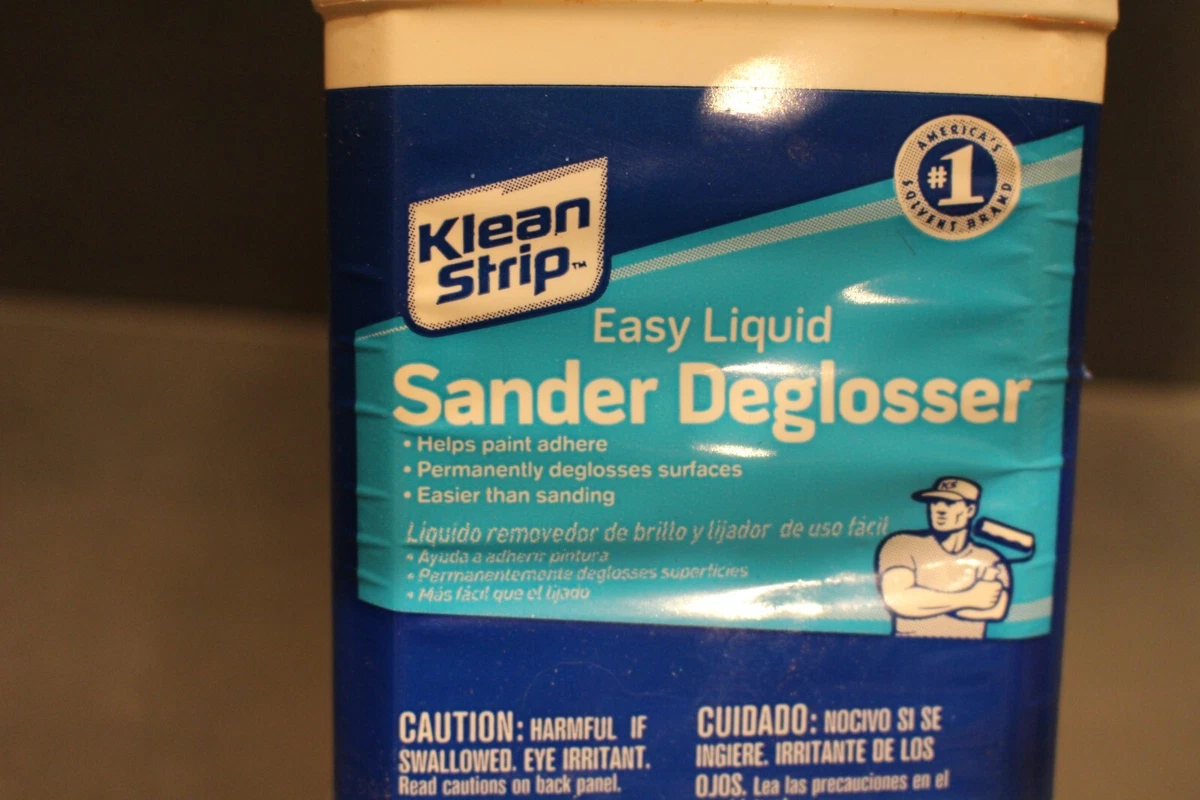 AMERICA'S
#1
SOLVENT BRAND
Klean
Strip™
Easy Liquid
Sander Deglosser
• Helps paint adhere
• Permanently deglosses surfaces
• Easier than sanding
Líquido removedor de brillo y lijador de uso fácil
• Ayuda a adherir pintura
• Permanentemente deglosses superficies
• Más fácil que el lijado
KS
CAUTION: HARMFUL IF
SWALLOWED. EYE IRRITANT.
Read cautions on back panel.
CUIDADO: NOCIVO SI SE
INGIERE. IRRITANTE DE LOS
OJOS. Lea las precauciones en el